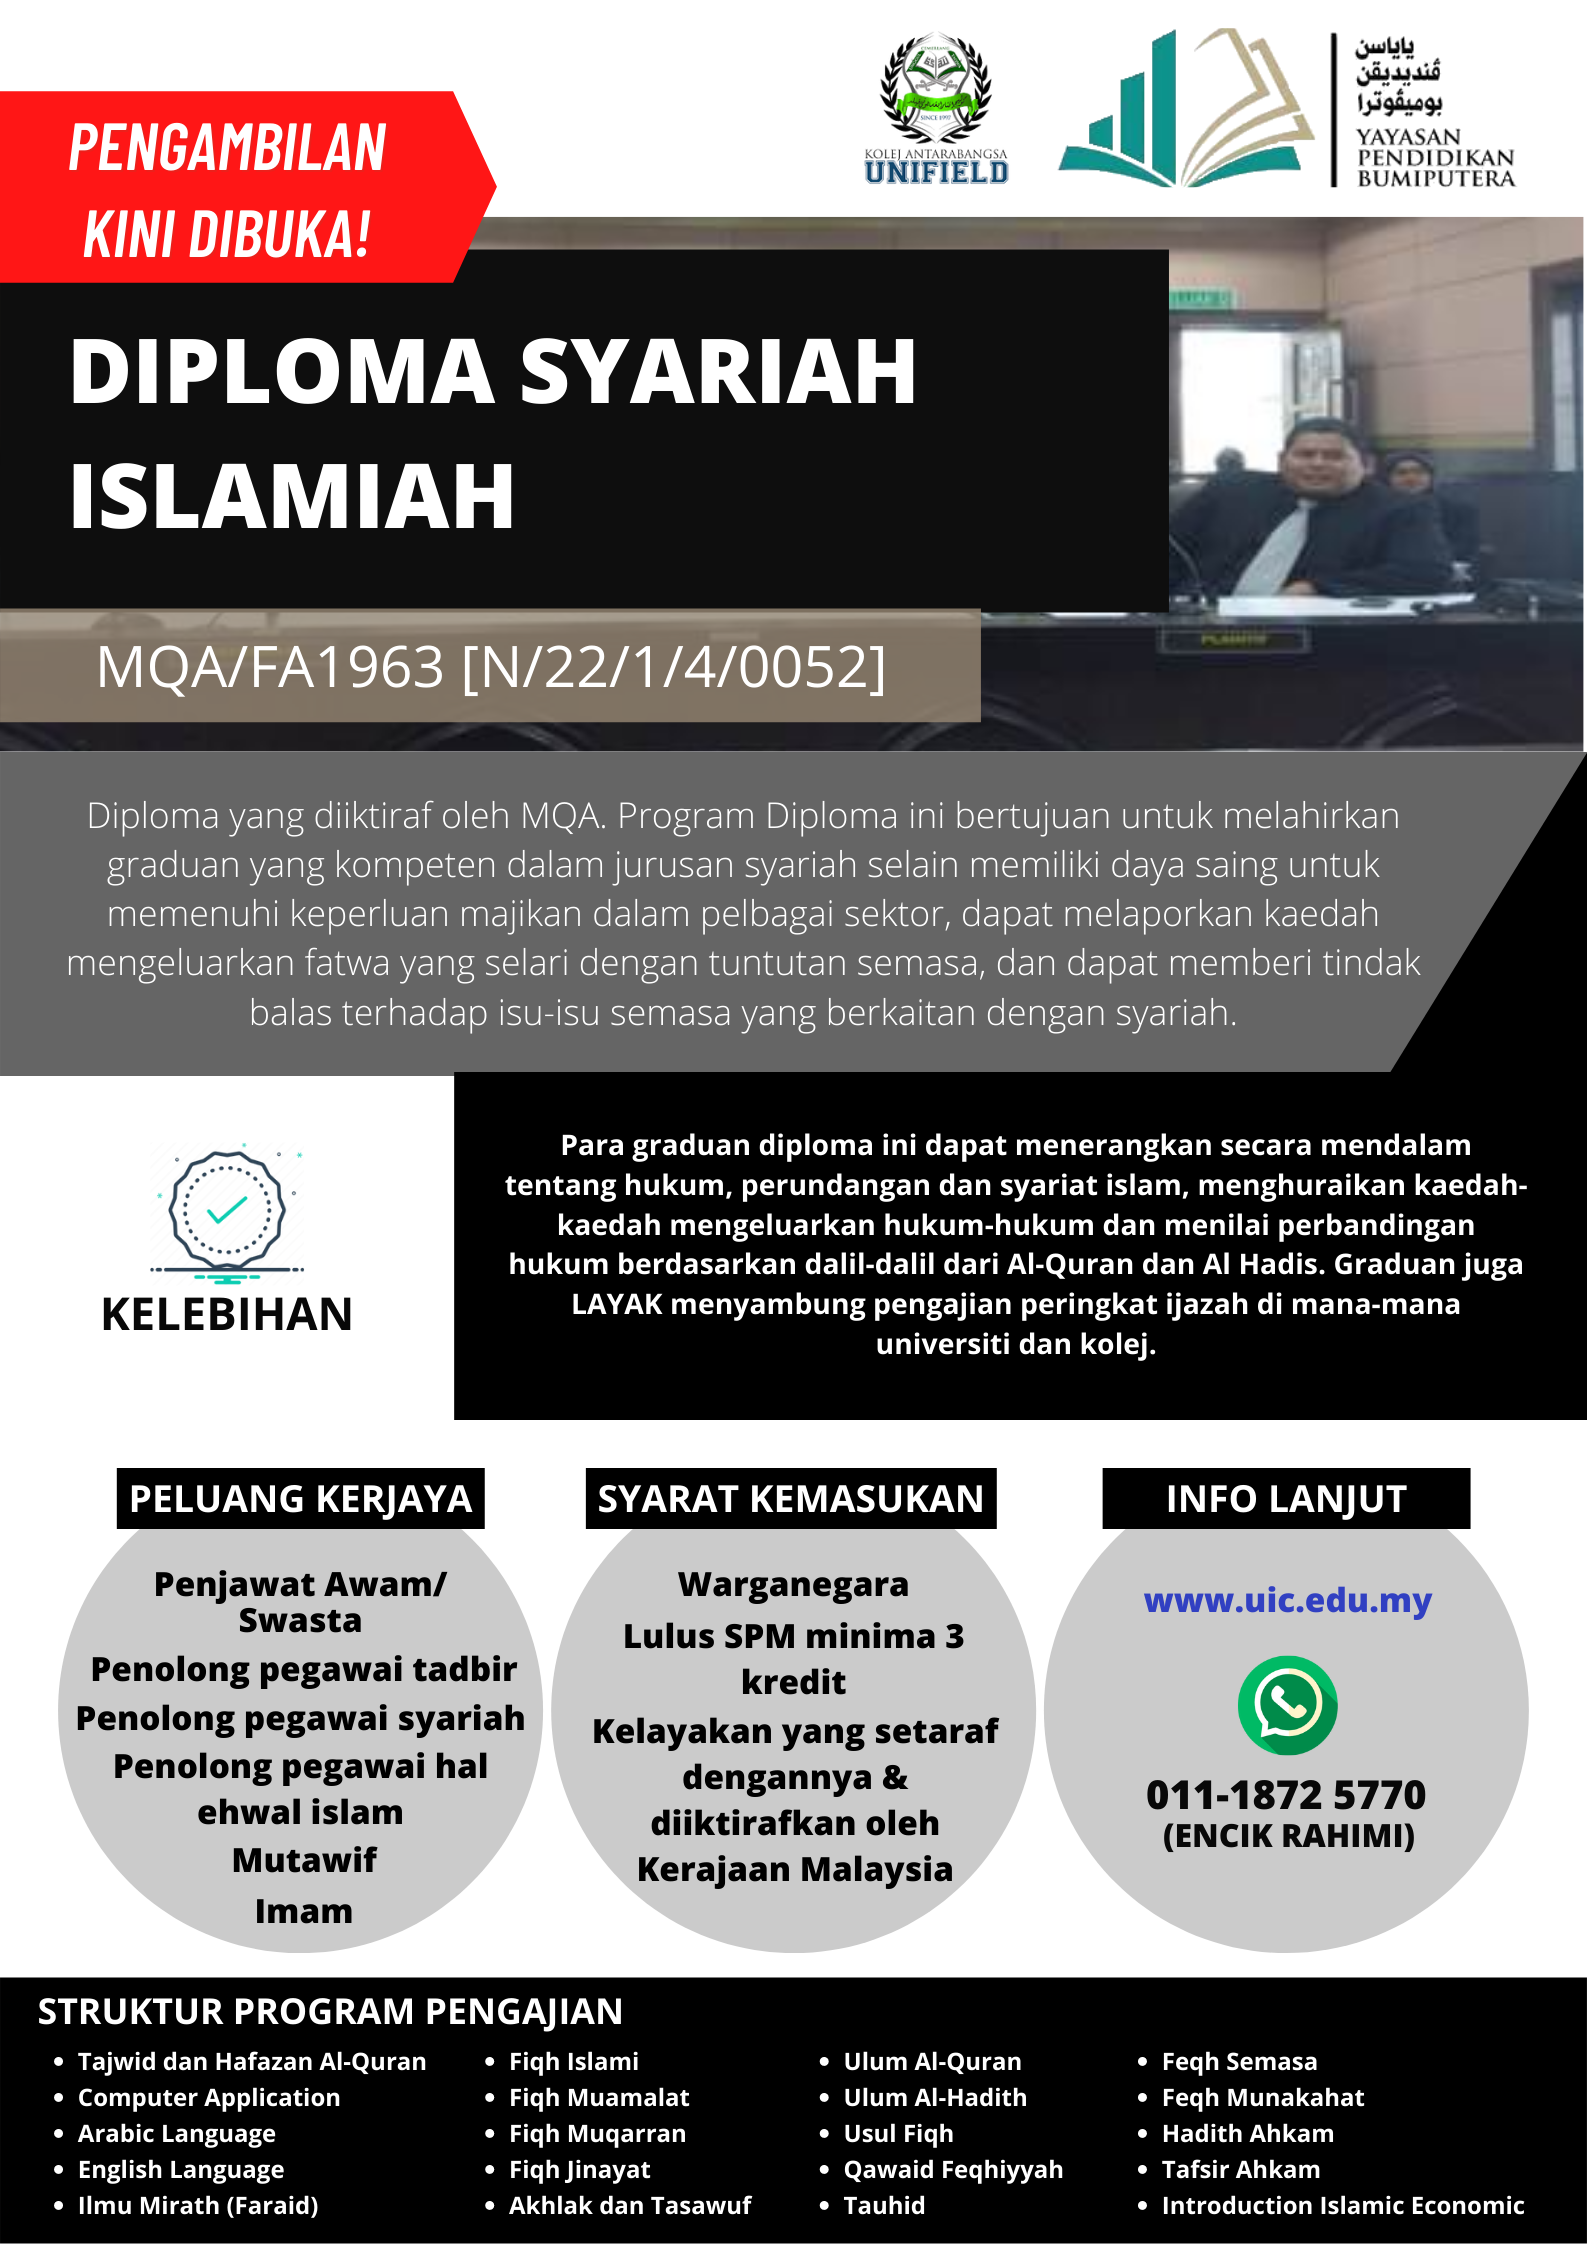 SINCE 1997
KOLEJ ANTARABANGSA
UNIFIELD
ياياسن
ڤنديديقن
بوميڤوترا
YAYASAN
PENDIDIKAN
BUMIPUTERA
PENGAMBILAN
KINI DIBUKA!
DIPLOMA SYARIAH
ISLAMIAH
PLAINTIF
MQA/FA1963 [N/22/1/4/0052]
Diploma yang diiktiraf oleh MQA. Program Diploma ini bertujuan untuk melahirkan
graduan yang kompeten dalam jurusan syariah selain memiliki daya saing untuk
memenuhi keperluan majikan dalam pelbagai sektor, dapat melaporkan kaedah
mengeluarkan fatwa yang selari dengan tuntutan semasa, dan dapat memberi tindak
balas terhadap isu-isu semasa yang berkaitan dengan syariah.
KELEBIHAN
Para graduan diploma ini dapat menerangkan secara mendalam
tentang hukum, perundangan dan syariat islam, menghuraikan kaedah-
kaedah mengeluarkan hukum-hukum dan menilai perbandingan
hukum berdasarkan dalil-dalil dari Al-Quran dan Al Hadis. Graduan juga
LAYAK menyambung pengajian peringkat ijazah di mana-mana
universiti dan kolej.
PELUANG KERJAYA
Penjawat Awam/
Swasta
Penolong pegawai tadbir
Penolong pegawai syariah
Penolong pegawai hal
ehwal islam
Mutawif
Imam
SYARAT KEMASUKAN
Warganegara
Lulus SPM minima 3
kredit
Kelayakan yang setaraf
dengannya &
diiktirafkan oleh
Kerajaan Malaysia
INFO LANJUT
www.uic.edu.my
011-1872 5770
(ENCIK RAHIMI)
STRUKTUR PROGRAM PENGAJIAN
• Tajwid dan Hafazan Al-Quran
• Computer Application
• Arabic Language
• English Language
• Ilmu Mirath (Faraid)
• Fiqh Islami
• Fiqh Muamalat
• Fiqh Muqarran
• Fiqh Jinayat
• Akhlak dan Tasawuf
• Ulum Al-Quran
• Ulum Al-Hadith
• Usul Fiqh
• Qawaid Feqhiyyah
• Tauhid
• Feqh Semasa
• Feqh Munakahat
• Hadith Ahkam
• Tafsir Ahkam
• Introduction Islamic Economic